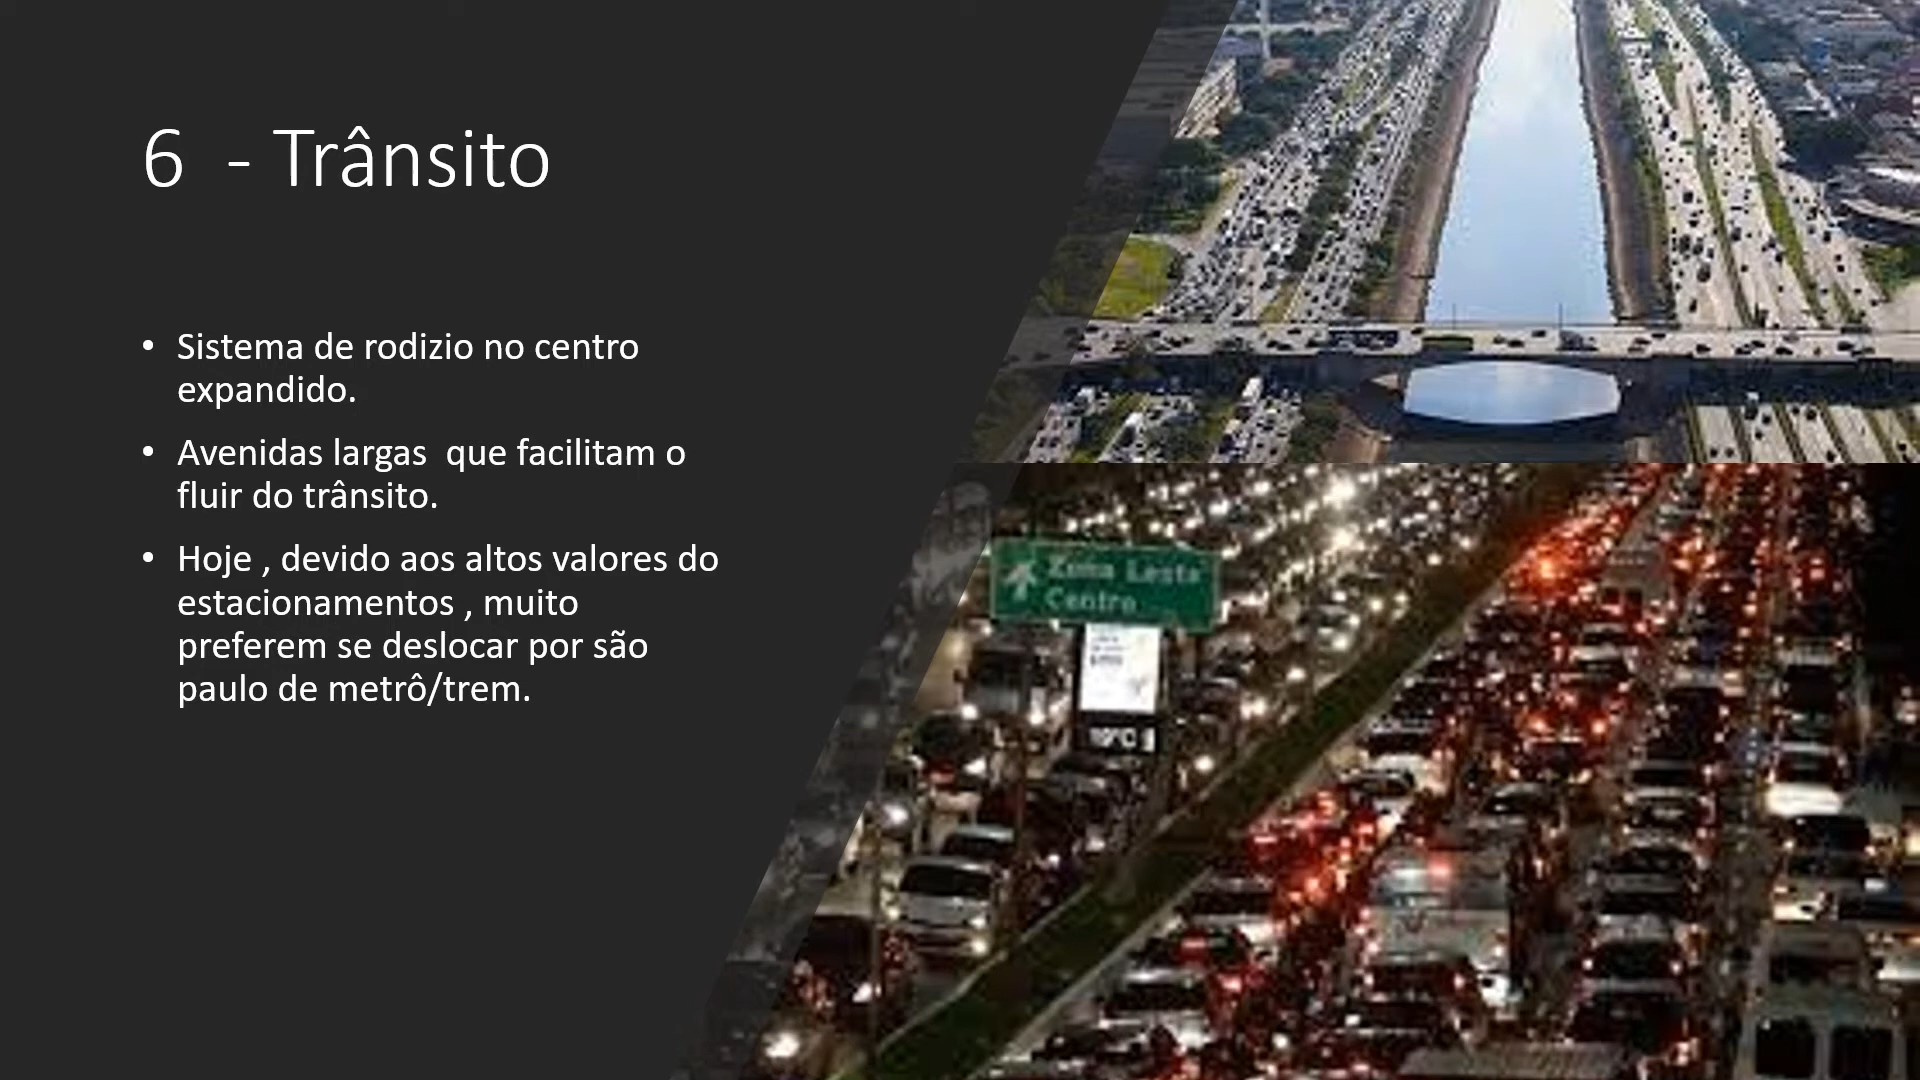 6  - Trânsito
• Sistema de rodizio no centro
expandido.
• Avenidas largas  que facilitam o
fluir do trânsito.
• Hoje , devido aos altos valores do
estacionamentos , muito
preferem se deslocar por são
paulo de metrô/trem.
Zona Leste
Centro
19°C